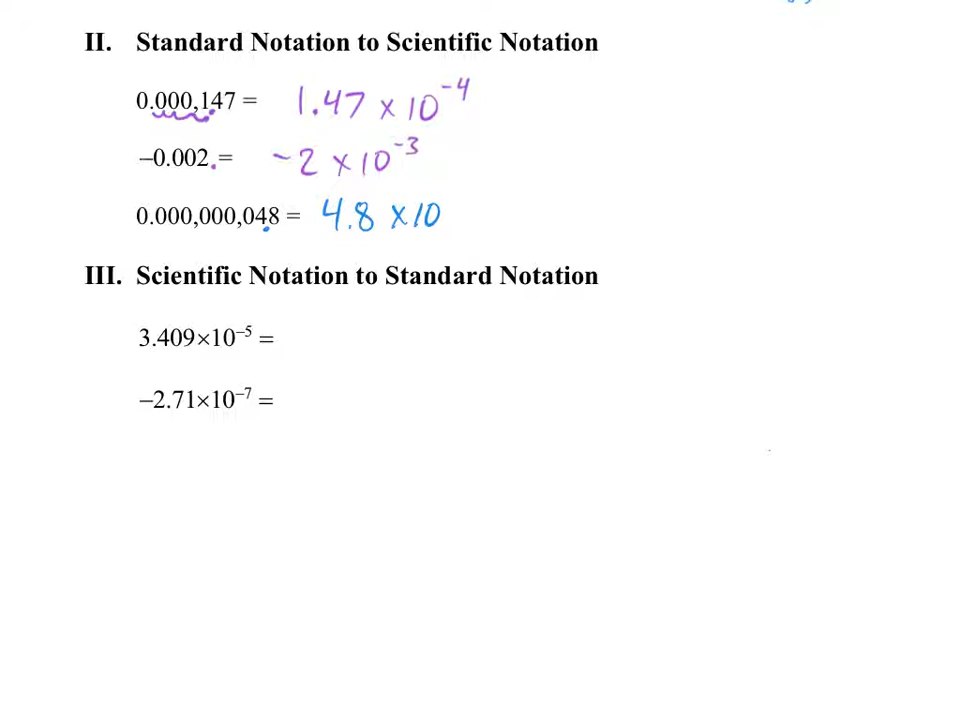 II. Standard Notation to Scientific Notation
0.000,147 = 1.47 × 10⁻⁴
–0.002 = -2 × 10⁻³
0.000,000,048 = 4.8 × 10
III. Scientific Notation to Standard Notation
3.409×10⁻⁵ =
–2.71×10⁻⁷ =